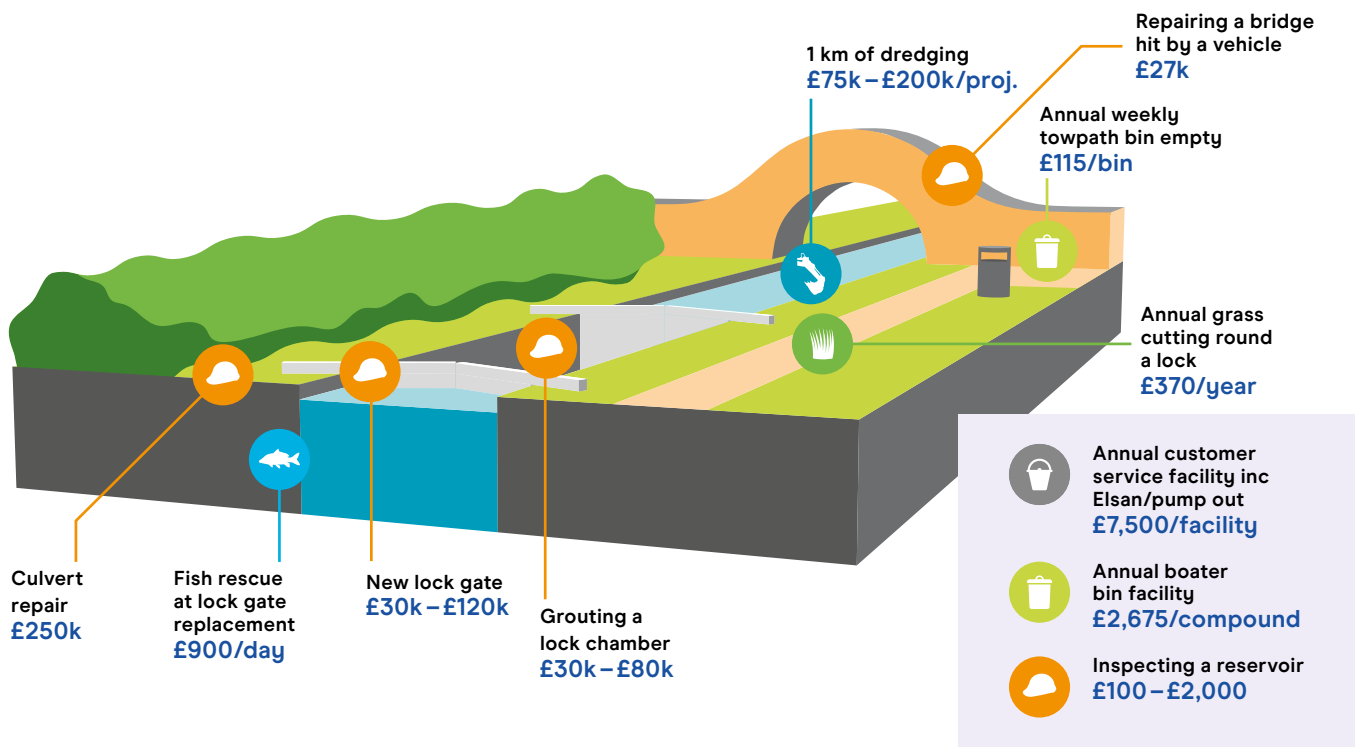 Repairing a bridge
hit by a vehicle
£27k
1 km of dredging
£75k – £200k/proj.
Annual weekly
towpath bin empty
£115/bin
Annual grass
cutting round
a lock
£370/year
Culvert
repair
£250k
Fish rescue
at lock gate
replacement
£900/day
New lock gate
£30k – £120k
Grouting a
lock chamber
£30k – £80k
Annual customer
service facility inc
Elsan/pump out
£7,500/facility
Annual boater
bin facility
£2,675/compound
Inspecting a reservoir
£100 – £2,000